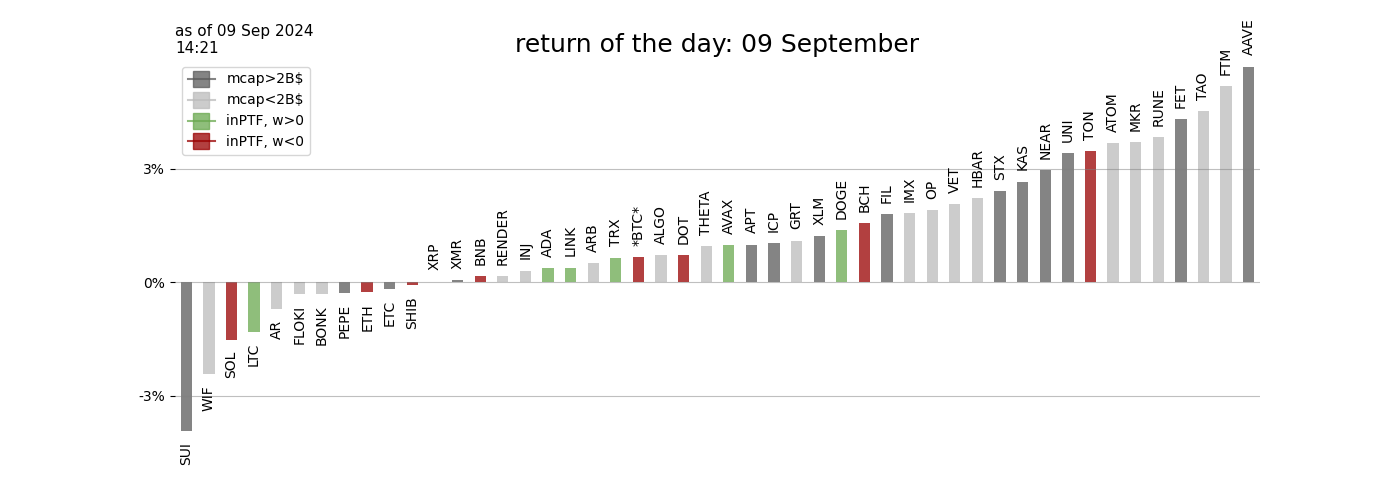 as of 09 Sep 2024
14:21
return of the day: 09 September
mcap>2B$
mcap<2B$
inPTF, w>0
inPTF, w<0
3%
0%
-3%
SUI
WIF
SOL
LTC
AR
FLOKI
BONK
PEPE
ETH
ETC
SHIB
XRP
XMR
BNB
RENDER
INJ
ADA
LINK
ARB
TRX
*BTC*
ALGO
DOT
THETA
AVAX
APT
ICP
GRT
XLM
DOGE
BCH
FIL
IMX
OP
VET
HBAR
STX
KAS
NEAR
UNI
TON
ATOM
MKR
RUNE
FET
TAO
FTM
AAVE